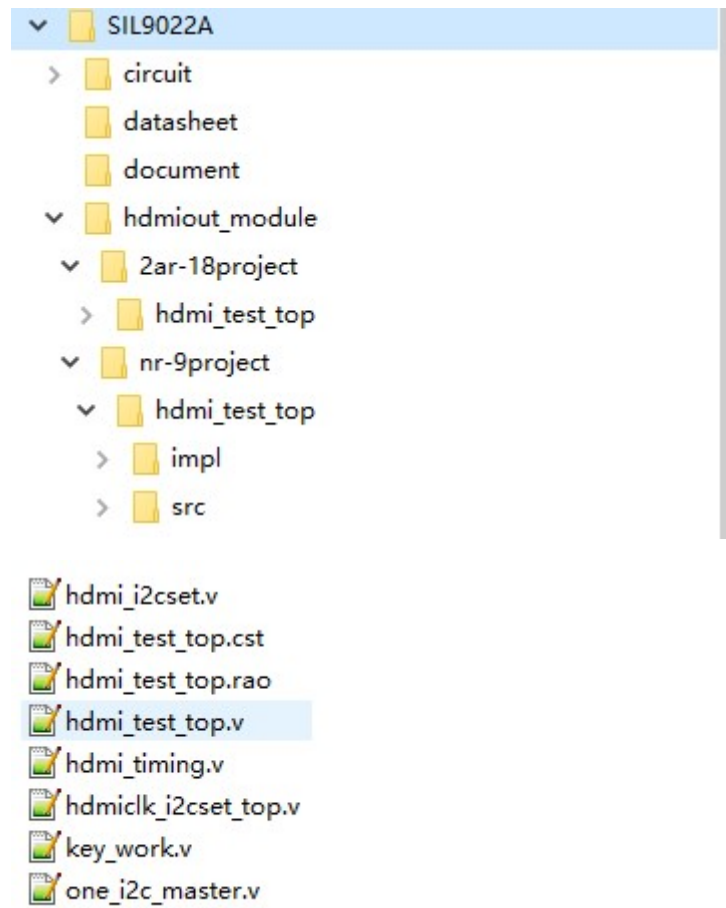 SIL9022A
circuit
datasheet
document
hdmiout_module
2ar-18project
hdmi_test_top
nr-9project
hdmi_test_top
impl
src
hdmi_i2cset.v
hdmi_test_top.cst
hdmi_test_top.rao
hdmi_test_top.v
hdmi_timing.v
hdmiclk_i2cset_top.v
key_work.v
one_i2c_master.v